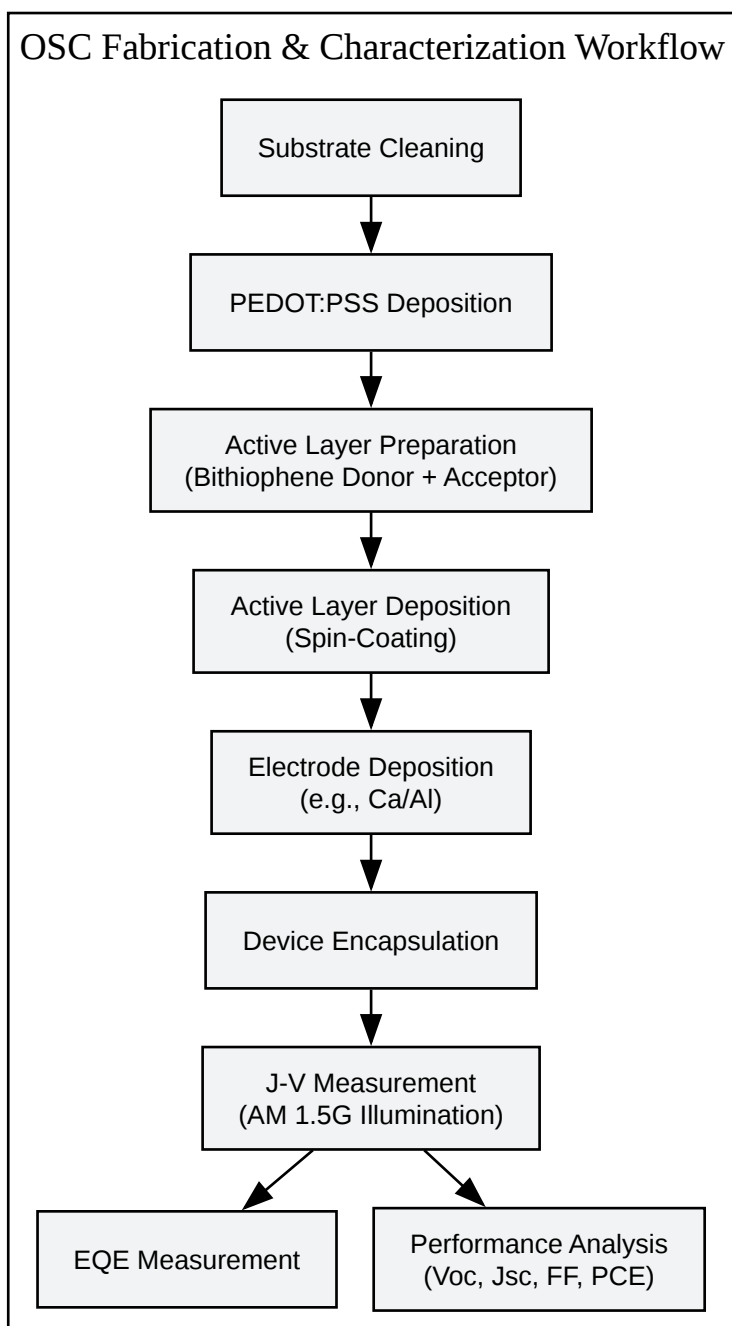 OSC Fabrication & Characterization Workflow
Substrate Cleaning
PEDOT:PSS Deposition
Active Layer Preparation
(Bithiophene Donor + Acceptor)
Active Layer Deposition
(Spin-Coating)
Electrode Deposition
(e.g., Ca/Al)
Device Encapsulation
J-V Measurement
(AM 1.5G Illumination)
EQE Measurement
Performance Analysis
(Voc, Jsc, FF, PCE)